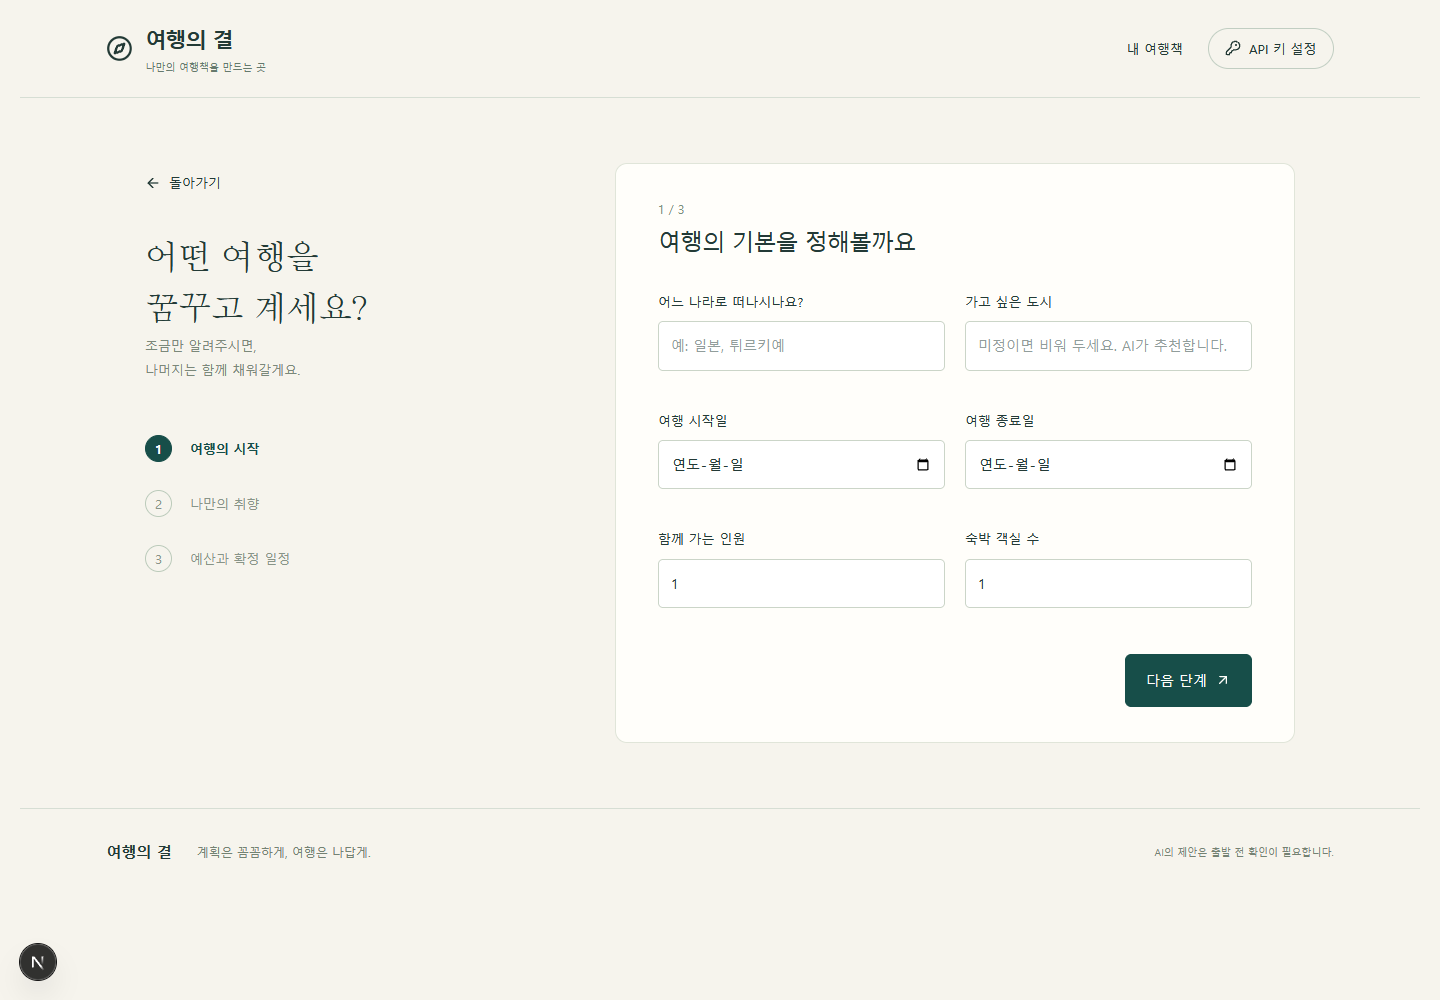 여행의 결
나만의 여행책을 만드는 곳
내 여행책
API 키 설정
돌아가기
어떤 여행을
꿈꾸고 계세요?
조금만 알려주시면,
나머지는 함께 채워갈게요.
1 여행의 시작
2 나만의 취향
3 예산과 확정 일정
1 / 3
여행의 기본을 정해볼까요
어느 나라로 떠나시나요?
예: 일본, 튀르키예
가고 싶은 도시
미정이면 비워 두세요. AI가 추천합니다.
여행 시작일
연도-월-일
여행 종료일
연도-월-일
함께 가는 인원
1
숙박 객실 수
1
다음 단계
여행의 결
계획은 꼼꼼하게, 여행은 나답게.
AI의 제안은 출발 전 확인이 필요합니다.
N